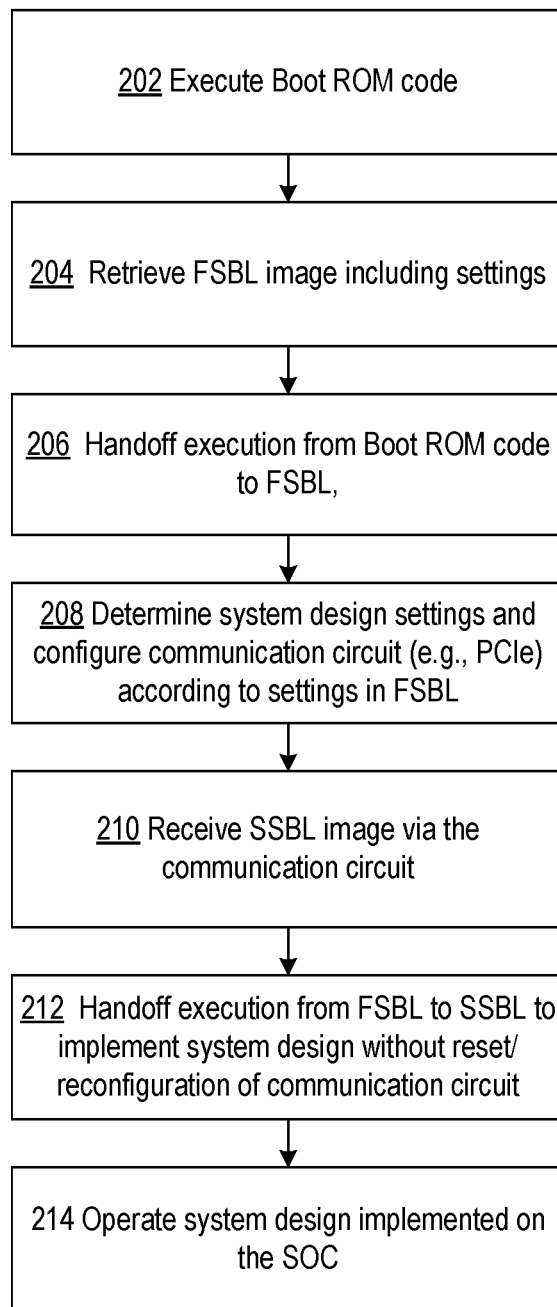 202 Execute Boot ROM code
204 Retrieve FSBL image including settings
206 Handoff execution from Boot ROM code
to FSBL,
208 Determine system design settings and
configure communication circuit (e.g., PCIe)
according to settings in FSBL
210 Receive SSBL image via the
communication circuit
212 Handoff execution from FSBL to SSBL to
implement system design without reset/
reconfiguration of communication circuit
214 Operate system design implemented on
the SOC